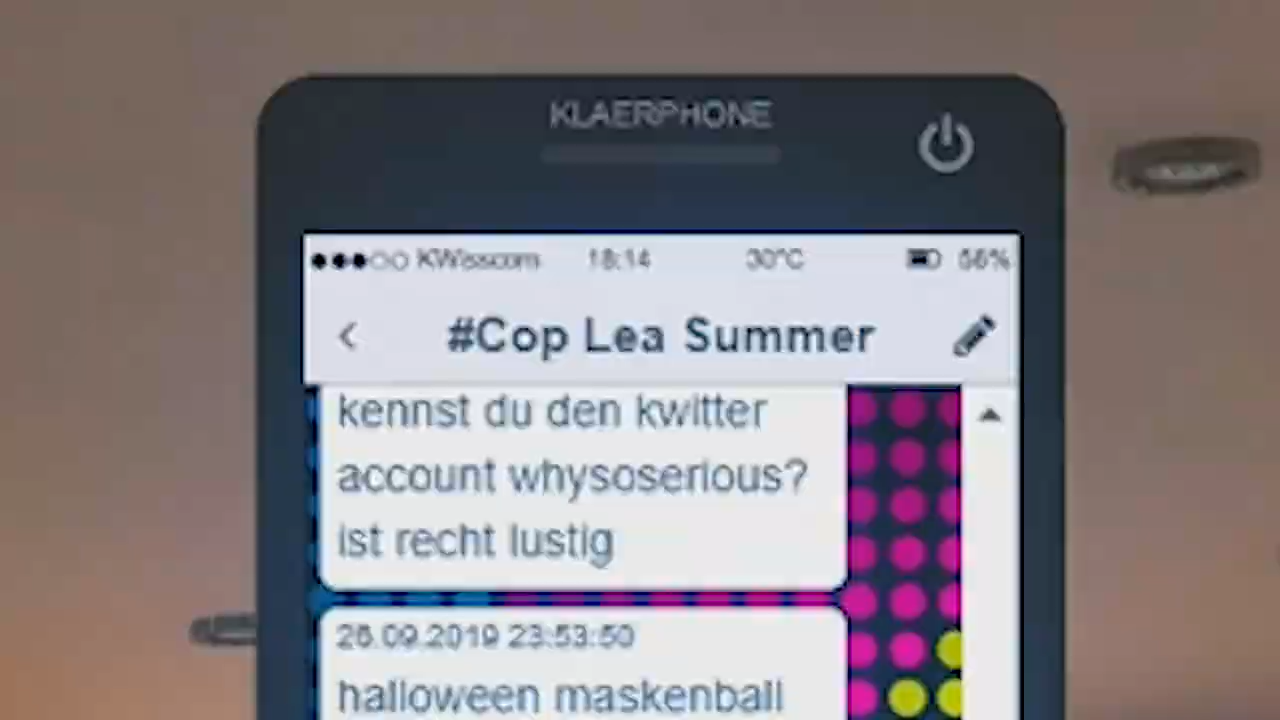 KLAERPHONE
KWisscom 18:14 30°C 56%
#Cop Lea Summer
kennst du den kwitter
account whysoserious?
ist recht lustig
26.09.2019 23:53:50
halloween maskenball